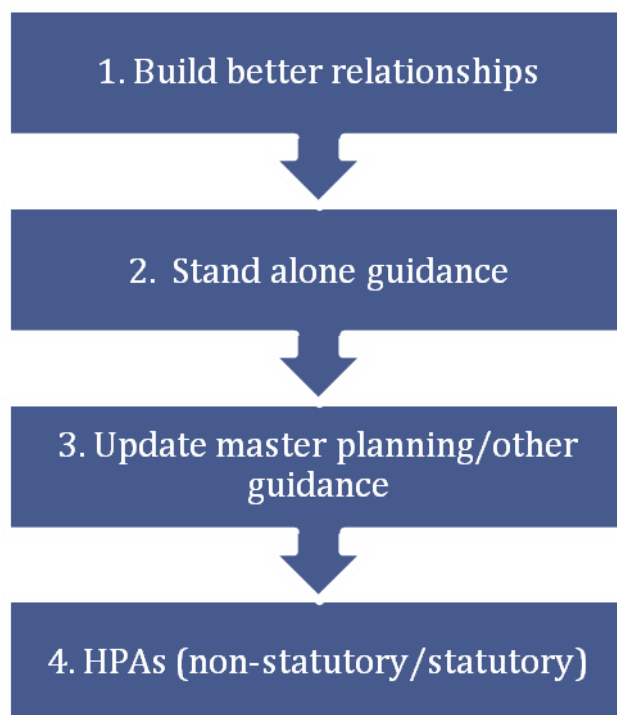 1. Build better relationships
2. Stand alone guidance
3. Update master planning/other
guidance
4. HPAs (non-statutory/statutory)